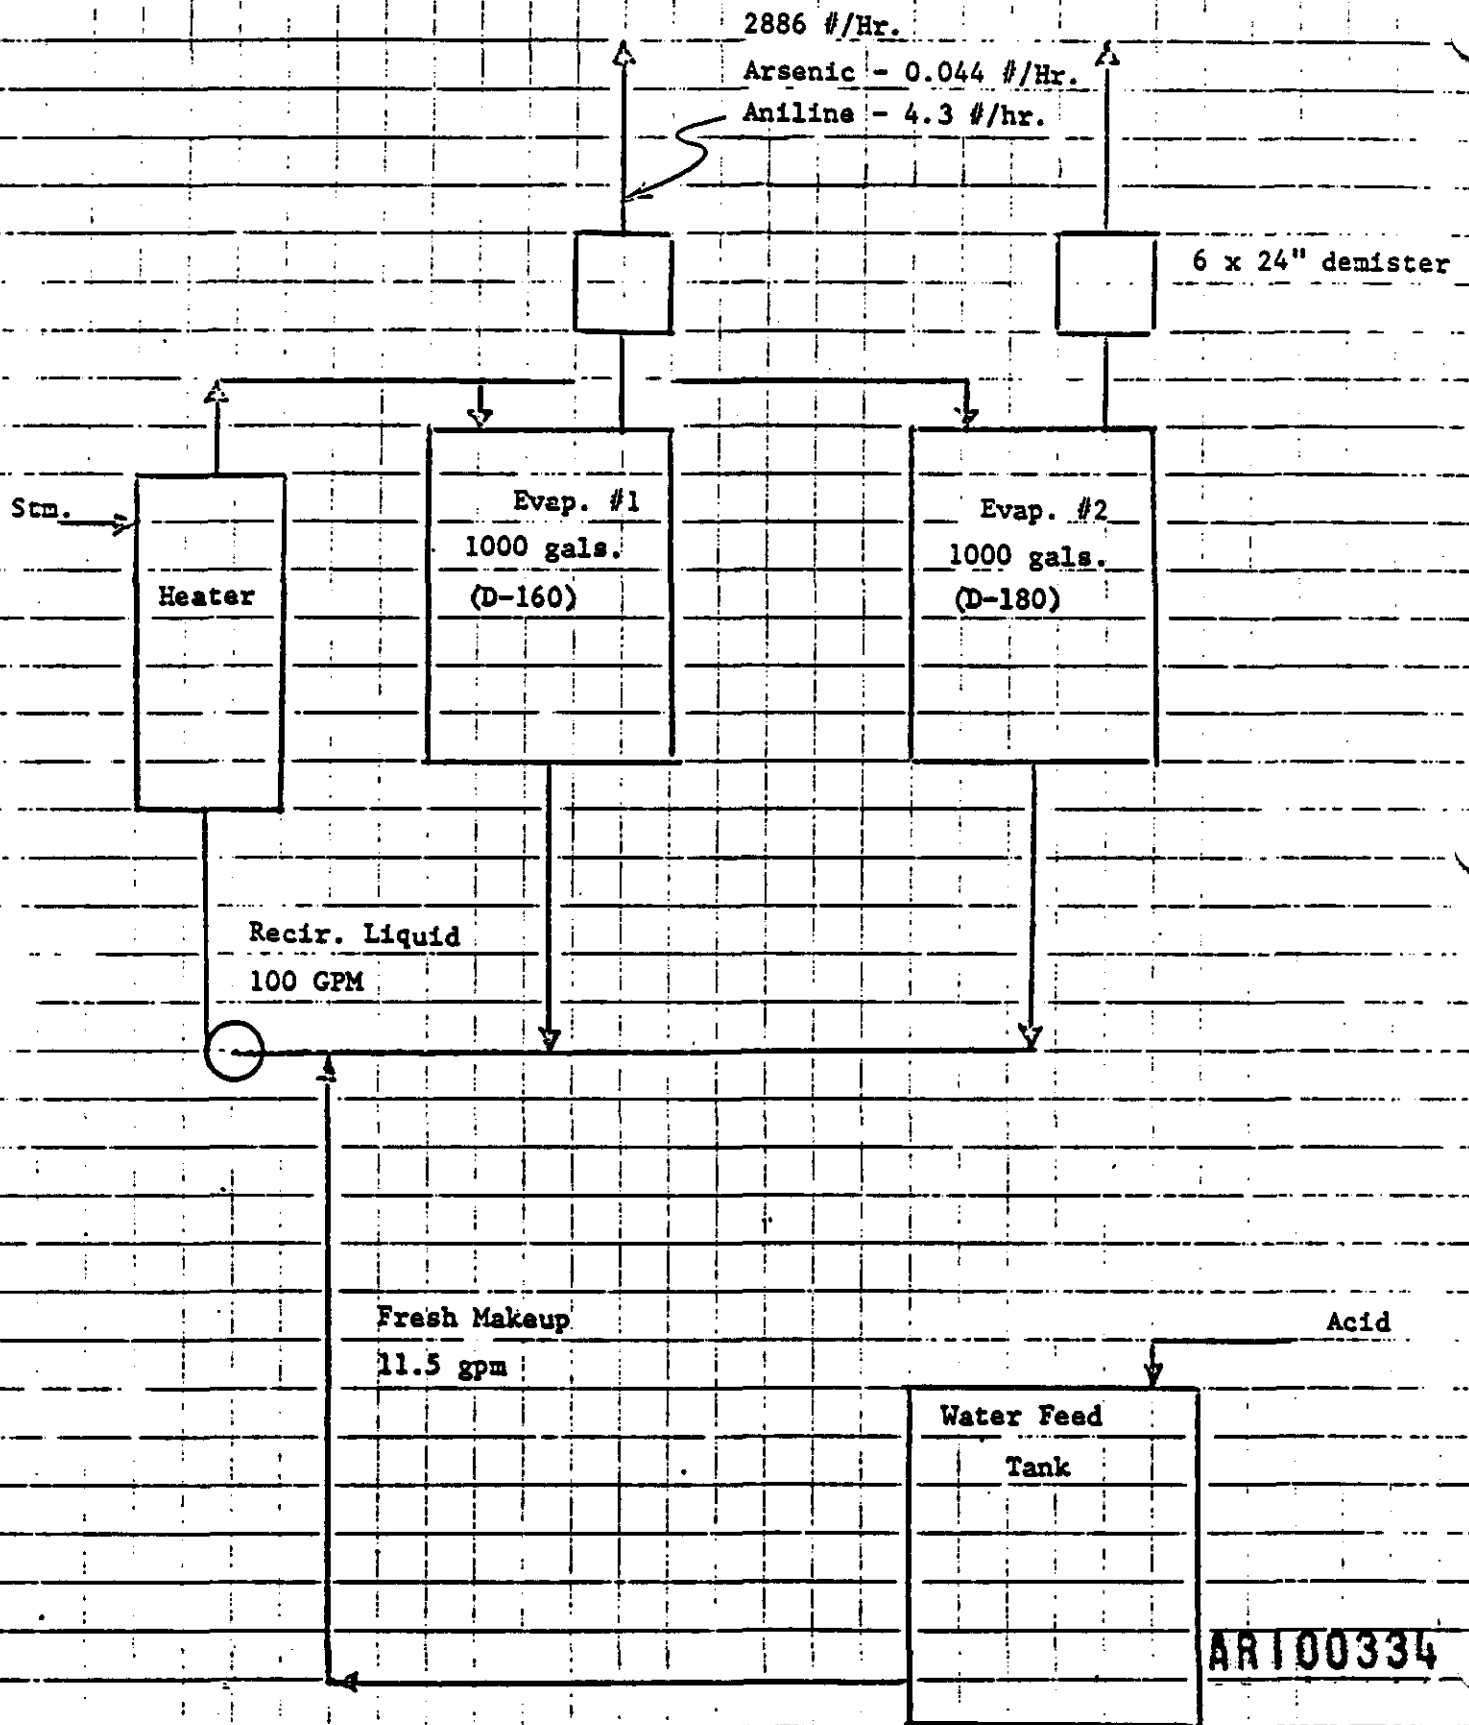 2886 #/Hr.
Arsenic - 0.044 #/Hr.
Aniline - 4.3 #/hr.
6 x 24" demister
Stm.
Heater
Evap. #1
1000 gals.
(D-160)
Evap. #2
1000 gals.
(D-180)
Recir. Liquid
100 GPM
Fresh Makeup
11.5 gpm
Acid
Water Feed
Tank
AR100334